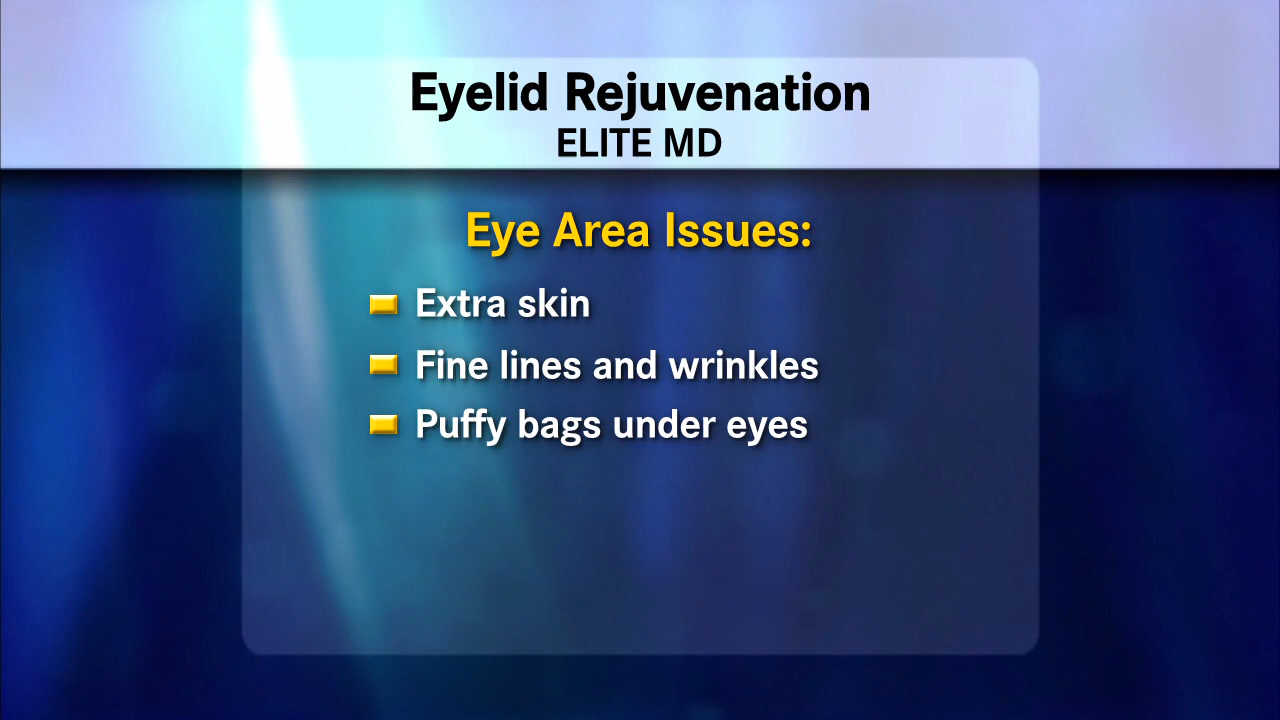 Eyelid Rejuvenation
ELITE MD
Eye Area Issues:
Extra skin
Fine lines and wrinkles
Puffy bags under eyes